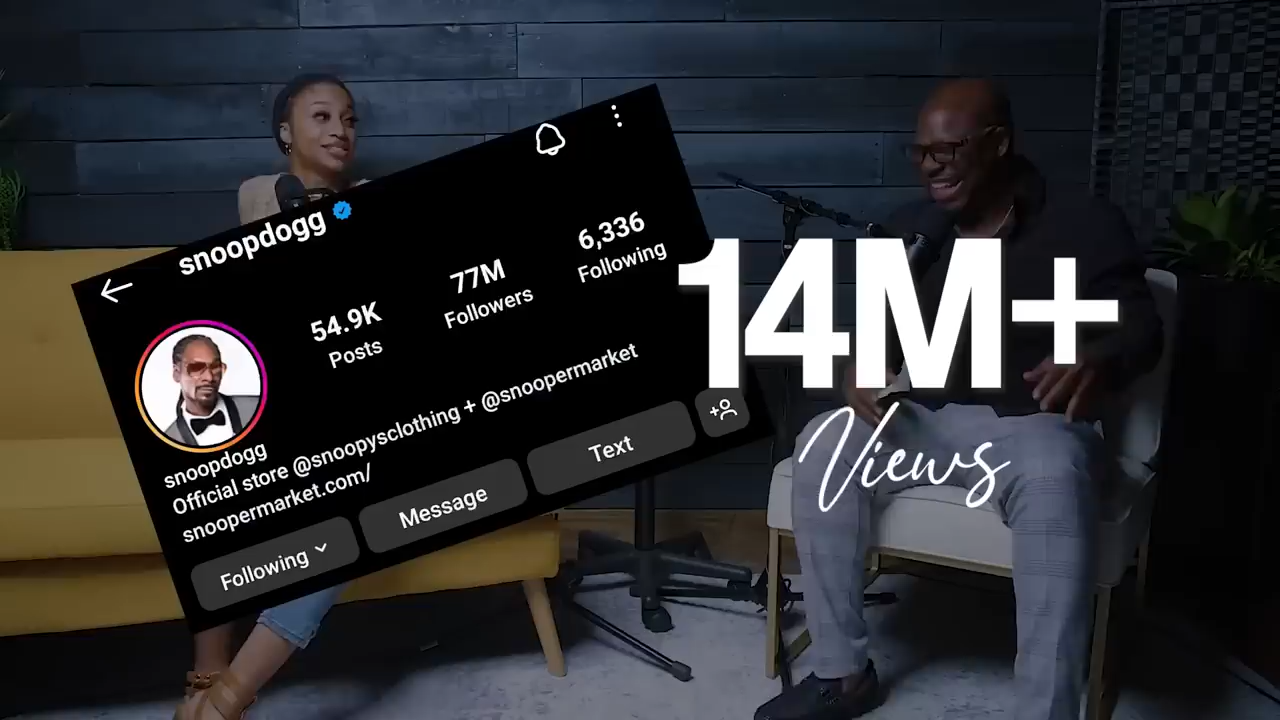 snoopdogg
54.9K
Posts
77M
Followers
6,336
Following
snoopdogg
Official store @snoopysclothing + @snoopermarket
snoopermarket.com/
Following
Message
Text
14M+
Views